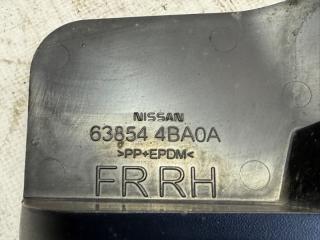 NISSAN
63854 4BA0A
>PP+EPDM<
FR RH